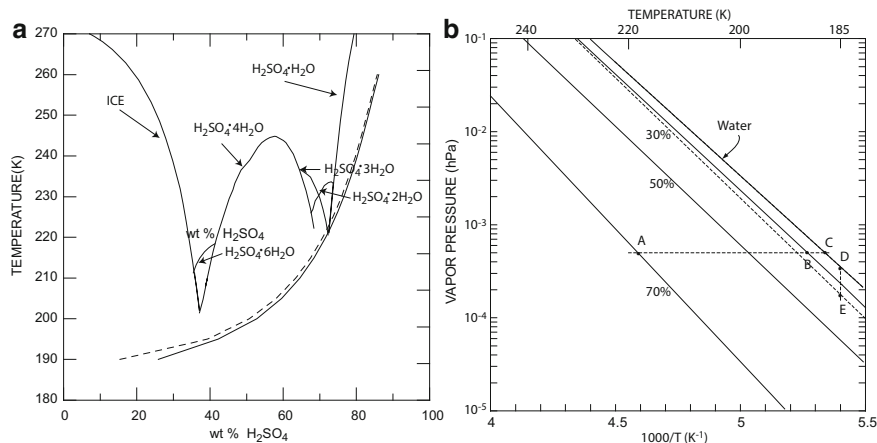 a
270
260
250
240
230
220
210
200
190
180
TEMPERATURE(K)
0
20
40
60
80
100
wt % H₂SO₄
ICE
H₂SO₄·4H₂O
H₂SO₄·H₂O
H₂SO₄·3H₂O
H₂SO₄·2H₂O
wt % H₂SO₄
H₂SO₄·6H₂O
b
TEMPERATURE (K)
240
220
200
185
10⁻¹
10⁻²
10⁻³
10⁻⁴
10⁻⁵
VAPOR PRESSURE (hPa)
Water
30%
50%
70%
A
B
C
D
E
4
4.5
5
5.5
1000/T (K⁻¹)